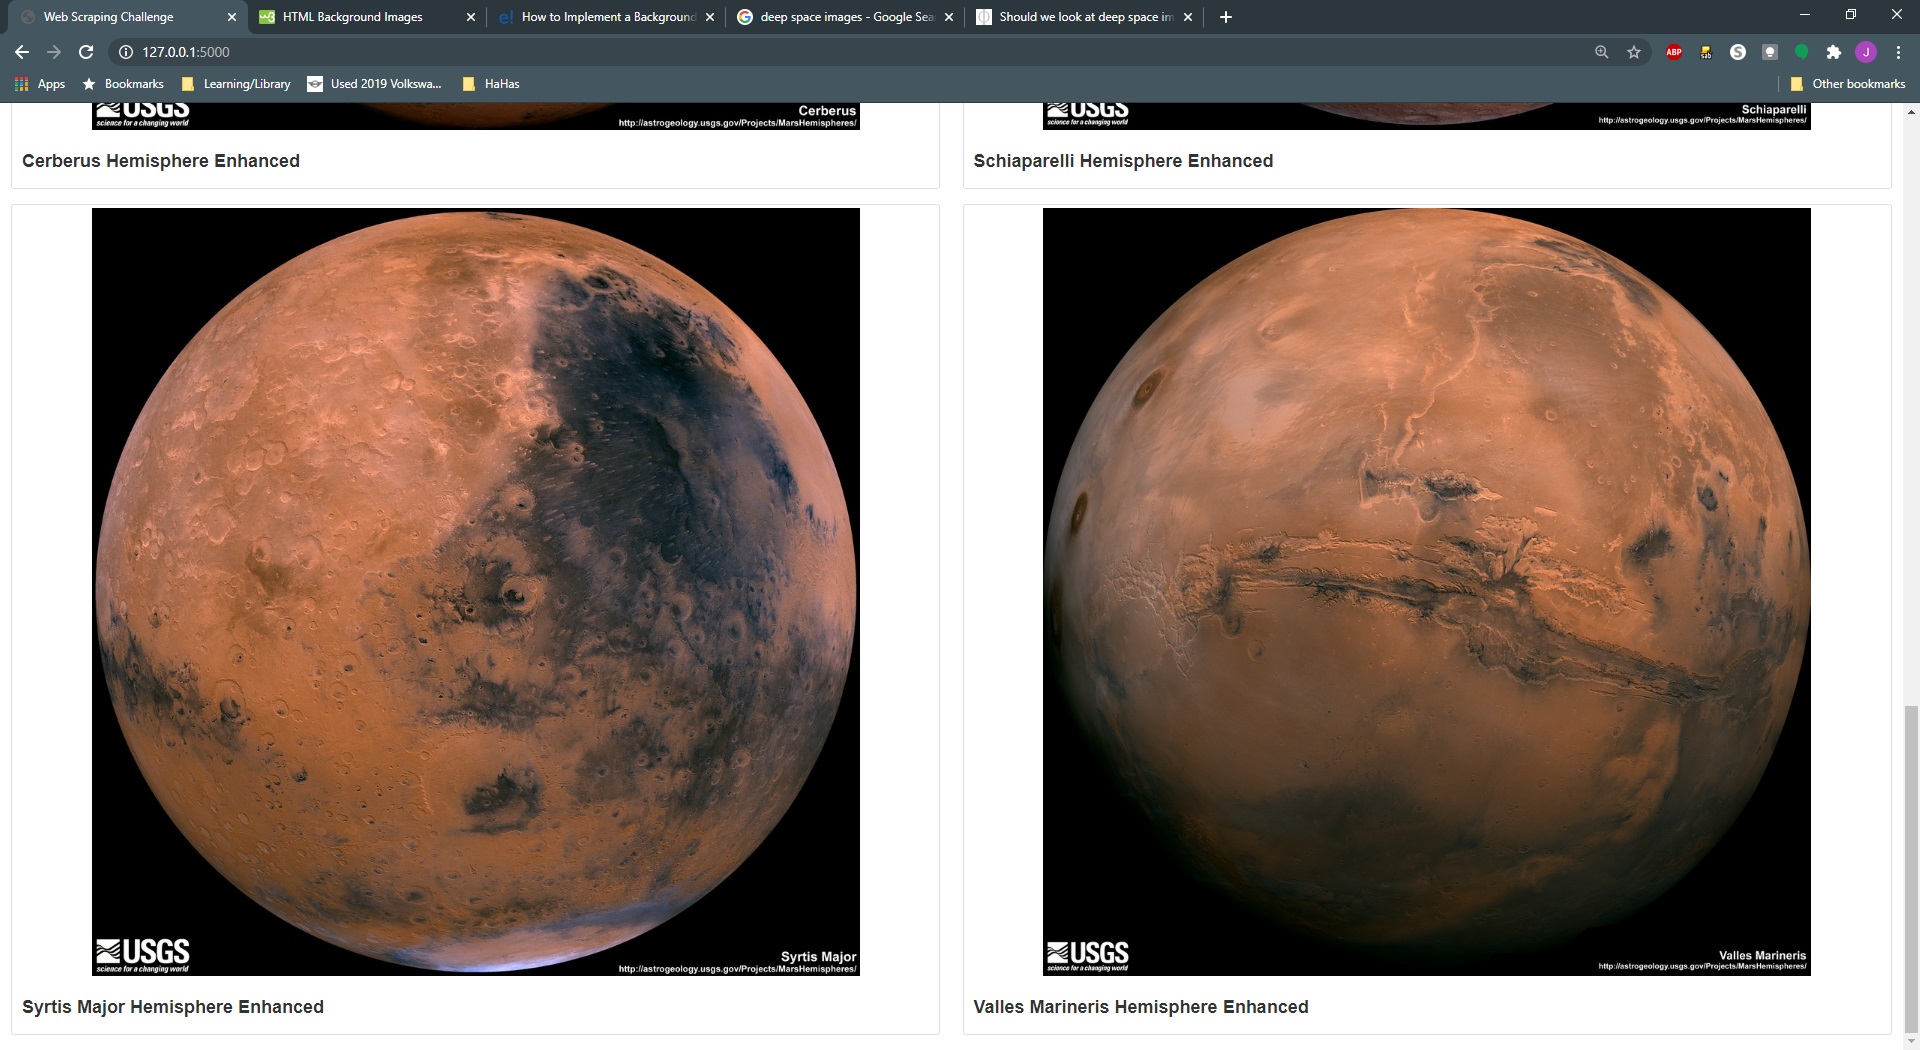 Web Scraping Challenge
HTML Background Images
How to Implement a Background
deep space images - Google Sea
Should we look at deep space im
127.0.0.1:5000
ABP
sab
S
J
Apps
Bookmarks
Learning/Library
Used 2019 Volkswa...
HaHas
Other bookmarks
USGS
science for a changing world
Cerberus
http://astrogeology.usgs.gov/Projects/MarsHemispheres/
USGS
science for a changing world
Schiaparelli
http://astrogeology.usgs.gov/Projects/MarsHemispheres/
Cerberus Hemisphere Enhanced
Schiaparelli Hemisphere Enhanced
USGS
science for a changing world
Syrtis Major
http://astrogeology.usgs.gov/Projects/MarsHemispheres/
USGS
science for a changing world
Valles Marineris
http://astrogeology.usgs.gov/Projects/MarsHemispheres/
Syrtis Major Hemisphere Enhanced
Valles Marineris Hemisphere Enhanced